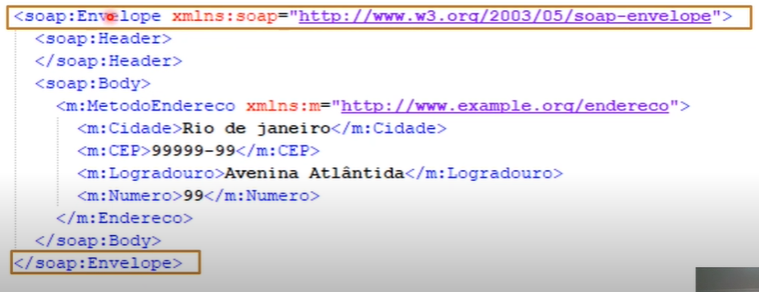 <soap:Envelope xmlns:soap="http://www.w3.org/2003/05/soap-envelope">
<soap:Header>
</soap:Header>
<soap:Body>
<m:MetodoEndereco xmlns:m="http://www.example.org/endereco">
<m:Cidade>Rio de janeiro</m:Cidade>
<m:CEP>99999-99</m:CEP>
<m:Logradouro>Avenina Atlântida</m:Logradouro>
<m:Numero>99</m:Numero>
</m:Endereco>
</soap:Body>
</soap:Envelope>